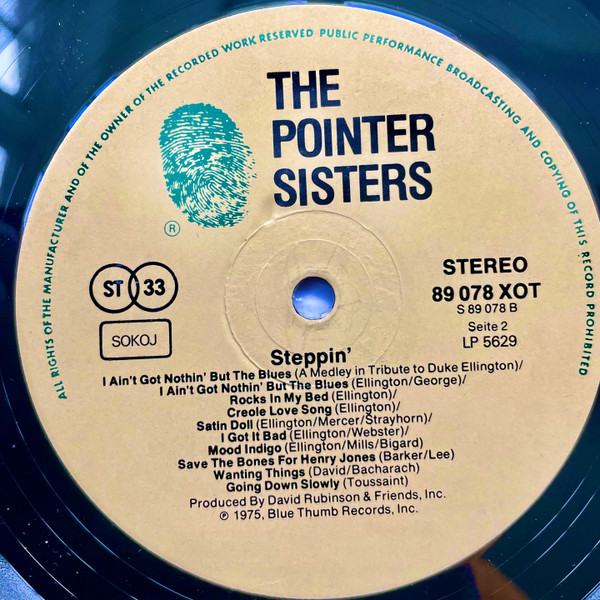 ALL RIGHTS OF THE MANUFACTURER AND OF THE OWNER OF THE RECORDED WORK RESERVED PUBLIC PERFORMANCE BROADCASTING AND COPYING OF THIS RECORD PROHIBITED
THE
POINTER
SISTERS
®
ST 33
SOKOJ
STEREO
89 078 XOT
S 89 078 B
Seite 2
LP 5629
Steppin'
I Ain't Got Nothin' But The Blues (A Medley in Tribute to Duke Ellington)/
I Ain't Got Nothin' But The Blues (Ellington/George)/
Rocks In My Bed (Ellington)/
Creole Love Song (Ellington)/
Satin Doll (Ellington/Mercer/Strayhorn)/
I Got It Bad (Ellington/Webster)/
Mood Indigo (Ellington/Mills/Bigard)
Save The Bones For Henry Jones (Barker/Lee)
Wanting Things (David/Bacharach)
Going Down Slowly (Toussaint)
Produced By David Rubinson & Friends, Inc.
℗ 1975, Blue Thumb Records, Inc.